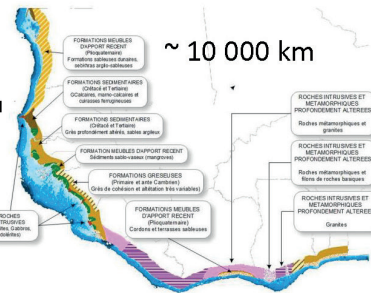 FORMATIONS MEUBLES
D'APPORT RECENT
(Plioquaternaire)
Formations sableuses dunaires,
sebkhras argilo-sableuses
~ 10 000 km
FORMATIONS SEDIMENTAIRES
(Crétacé et Tertiaire)
GCalcaires, marno-calcaires et
cuirasses ferrugineuses
FORMATIONS SEDIMENTAIRES
(Crétacé et Tertiaire)
Grès profondément altérés, sables argileux
FORMATION MEUBLES D'APPORT RECENT
Sédiments sablo-vaseux (mangroves)
FORMATIONS GRESEUSES
(Primaire et ante Cambrien)
Grès de cohésion et altération très variables)
FORMATIONS MEUBLES
D'APPORT RECENT
(Plioquaternaire)
Cordons et terrasses sableuses
ROCHES
INTRUSIVES
Gabbros,
ROCHES INTRUSIVES ET
METAMORPHIQUES
PROFONDEMENT ALTEREES
Roches métamorphiques et
granites
ROCHES INTRUSIVES ET
METAMORPHIQUES
PROFONDEMENT ALTEREES
Roches métamorphiques et
filons de roches basiques
ROCHES INTRUSIVES ET
METAMORPHIQUES
PROFONDEMENT ALTEREES
Granites